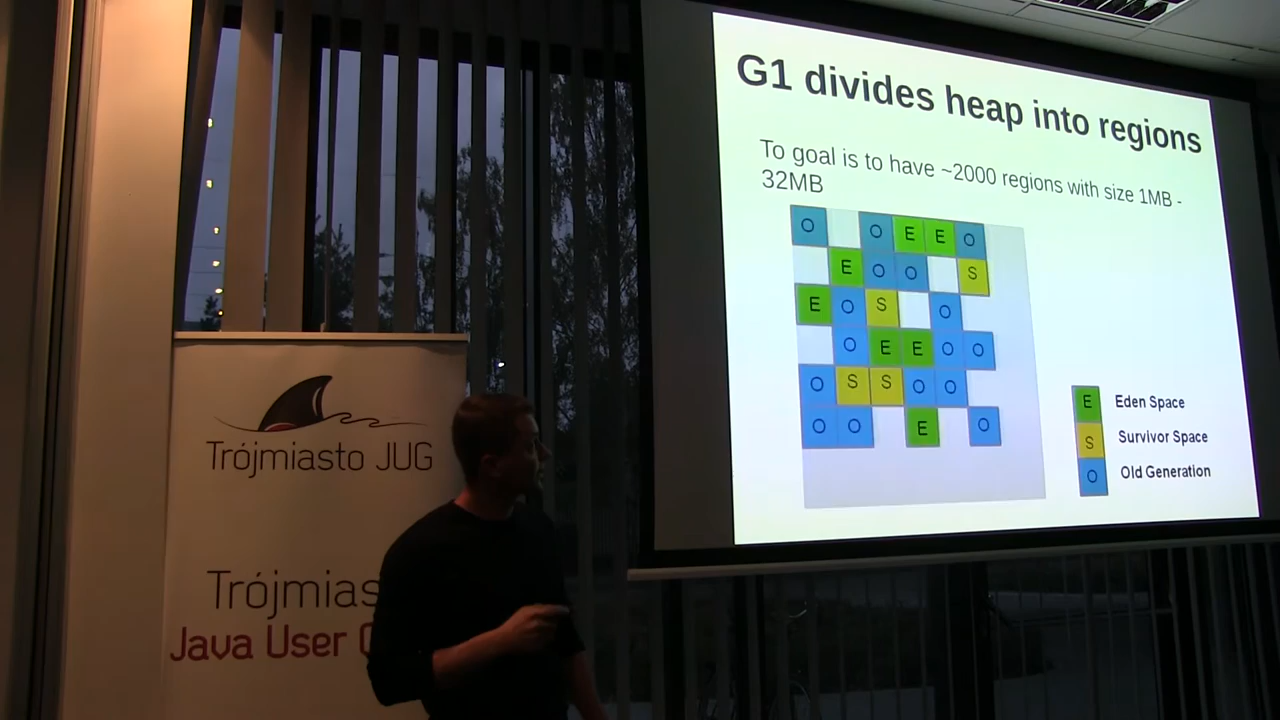 G1 divides heap into regions
To goal is to have ~2000 regions with size 1MB -
32MB
O O E E O
E O O S
E O S O
O E E O O
O S S O O
O O E O
E Eden Space
S Survivor Space
O Old Generation
Trójmiasto JUG
Trójmias
Java User